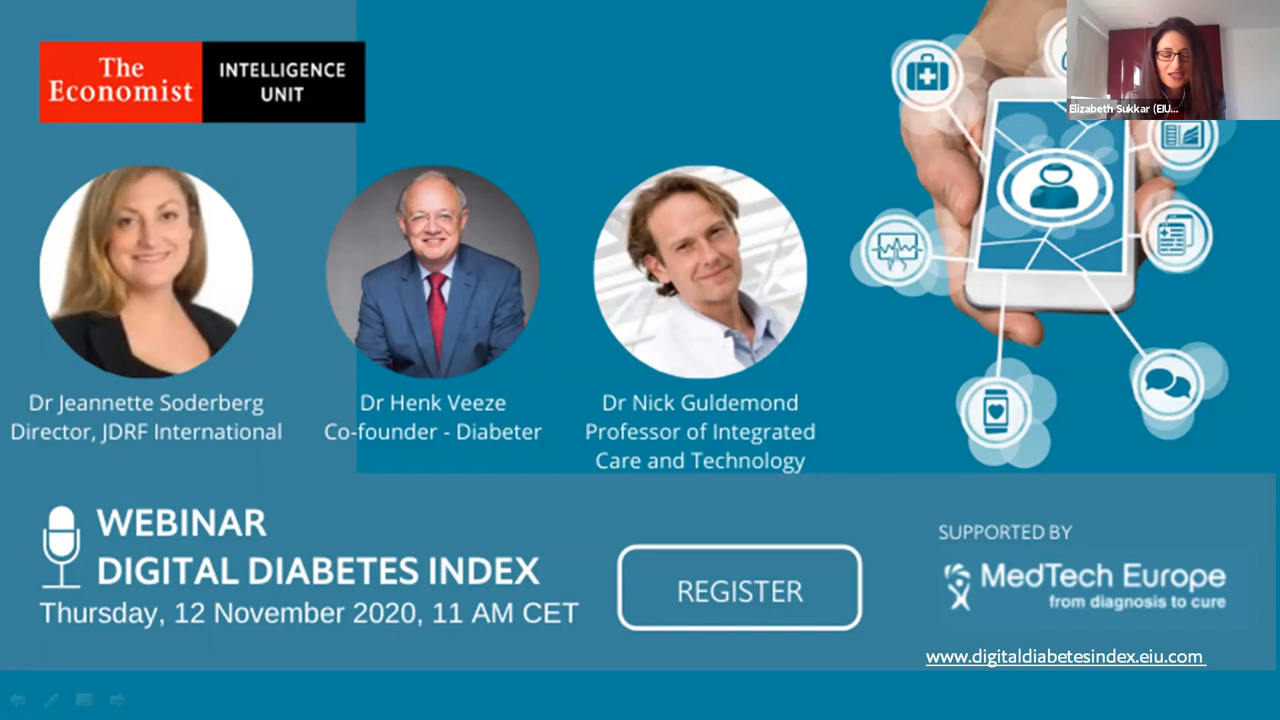 The
Economist
INTELLIGENCE
UNIT
Elizabeth Sukkar (EIU...
Dr Jeannette Soderberg
Director, JDRF International
Dr Henk Veeze
Co-founder - Diabeter
Dr Nick Guldemond
Professor of Integrated
Care and Technology
WEBINAR
DIGITAL DIABETES INDEX
Thursday, 12 November 2020, 11 AM CET
REGISTER
SUPPORTED BY
MedTech Europe
from diagnosis to cure
www.digitaldiabetesindex.eiu.com